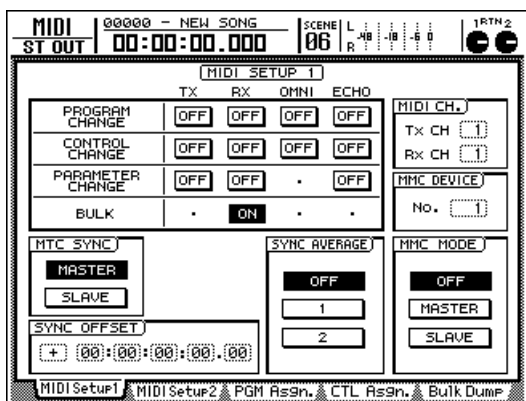 MIDI
ST OUT
00000 - NEW SONG
00:00:00.000
SCENE
06
L -48 -18 -6 0
R
1 RTN 2
MIDI SETUP 1
TX RX OMNI ECHO
PROGRAM CHANGE OFF OFF OFF OFF
CONTROL CHANGE OFF OFF OFF OFF
PARAMETER CHANGE OFF OFF · OFF
BULK · ON · ·
MIDI CH.
Tx CH 1
Rx CH 1
MMC DEVICE
No. 1
MTC SYNC
MASTER
SLAVE
SYNC OFFSET
+ 00:00:00:00.00
SYNC AVERAGE
OFF
1
2
MMC MODE
OFF
MASTER
SLAVE
MIDISetup1 MIDISetup2 PGM Asgn. CTL Asgn. Bulk Dump